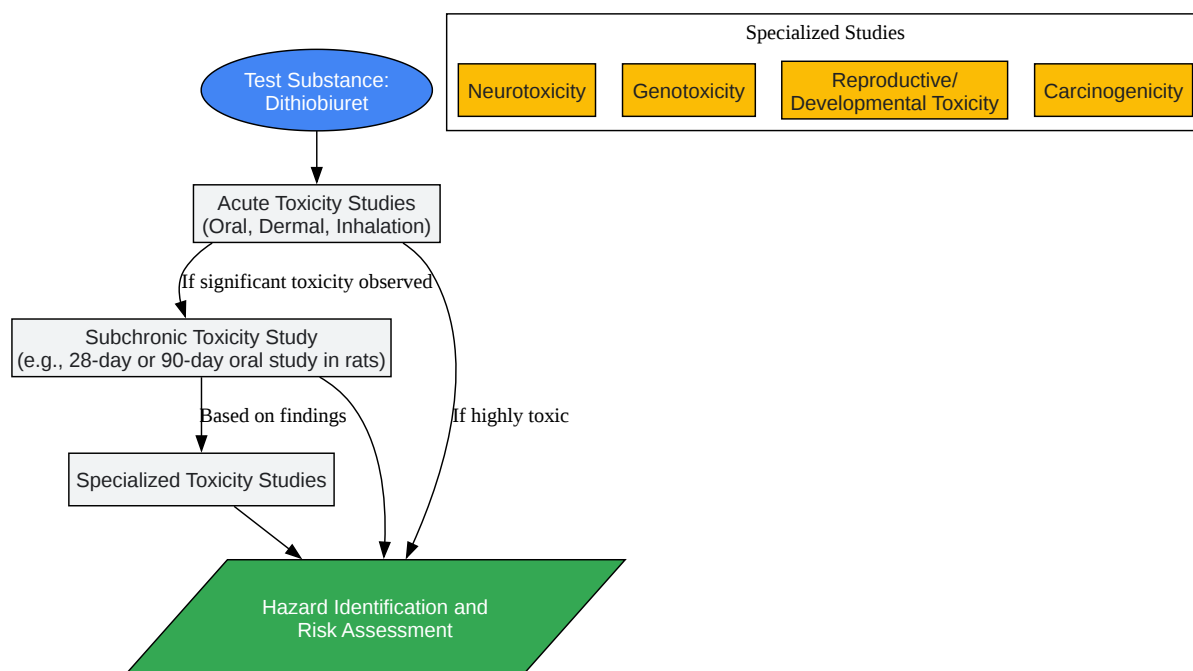 Specialized Studies
Test Substance:
Dithiobiuret
Neurotoxicity
Genotoxicity
Reproductive/
Developmental Toxicity
Carcinogenicity
Acute Toxicity Studies
(Oral, Dermal, Inhalation)
If significant toxicity observed
Subchronic Toxicity Study
(e.g., 28-day or 90-day oral study in rats)
Based on findings
If highly toxic
Specialized Toxicity Studies
Hazard Identification and
Risk Assessment